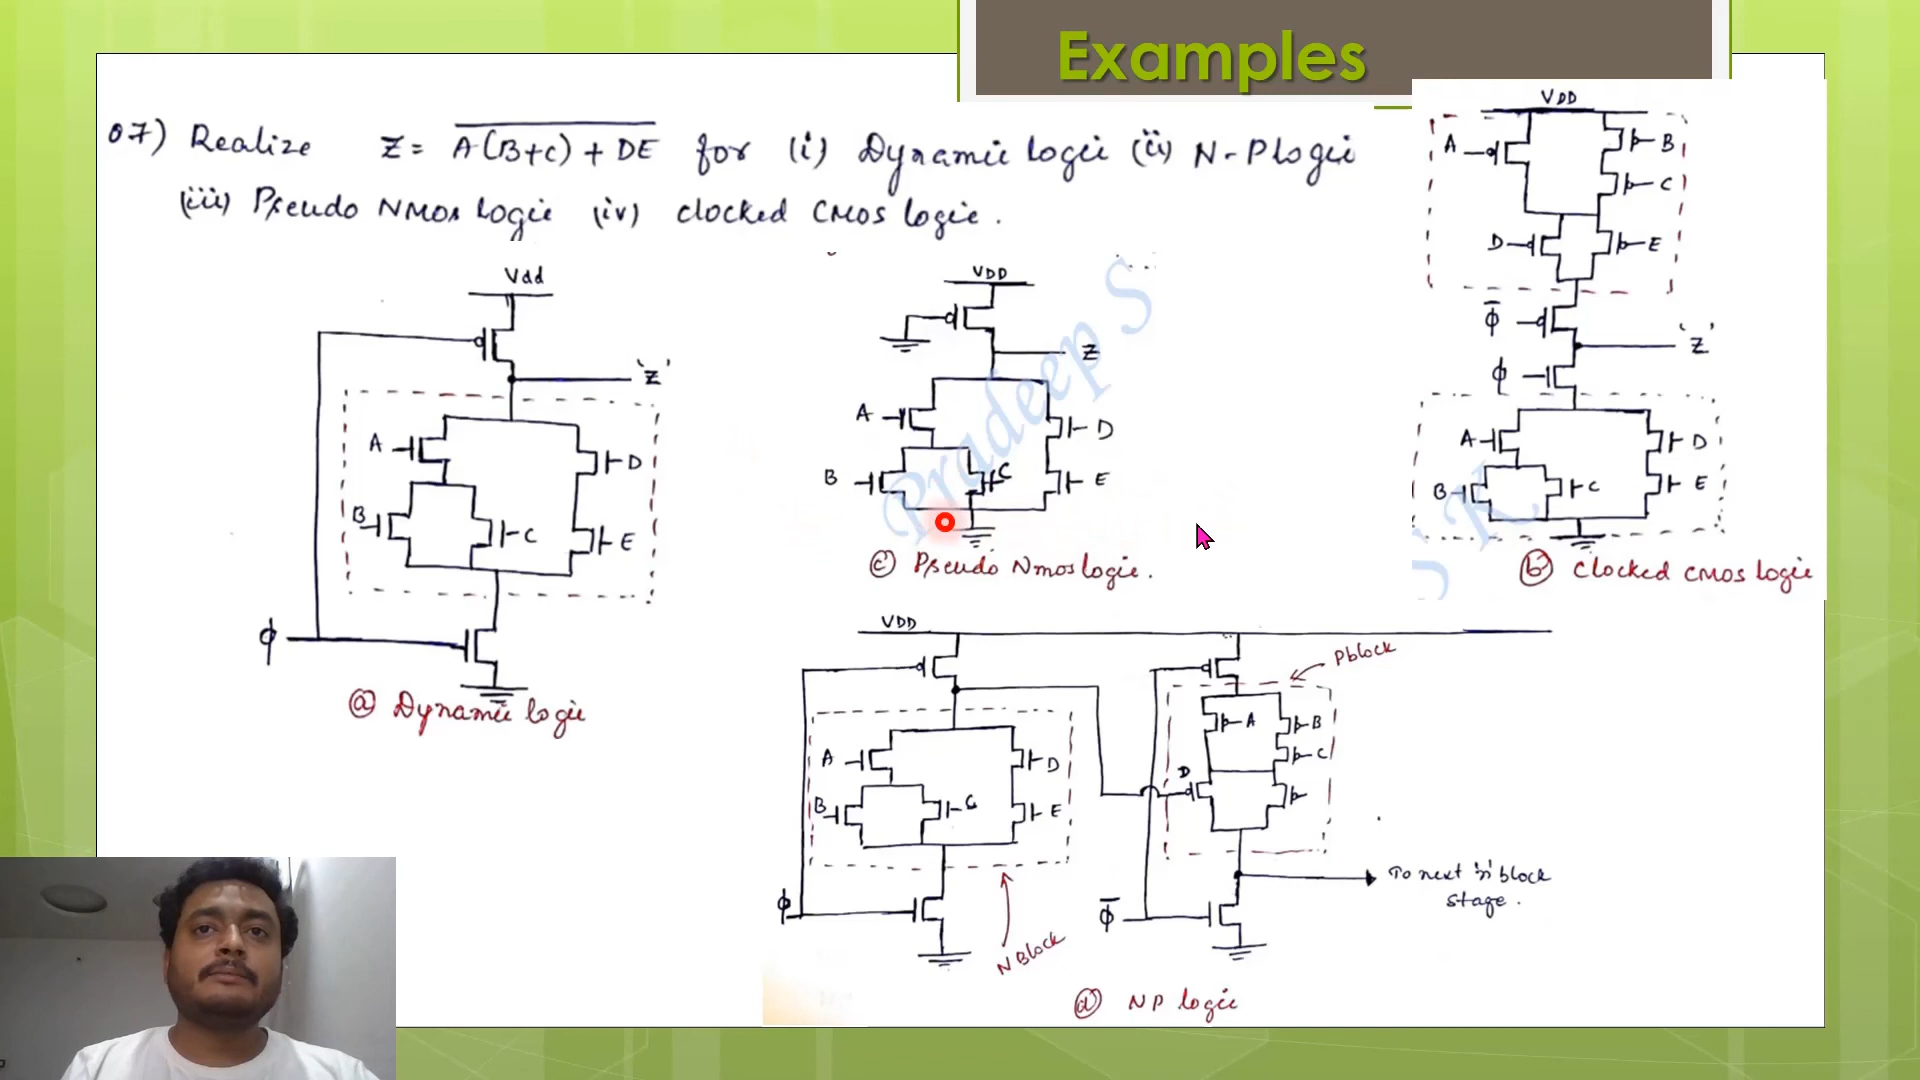 Examples
07) Realize Z = A(B+C) + DE for (i) Dynamic logic (ii) N-P logic
(iii) Pseudo NMOS logic (iv) clocked CMOS logic.
Vdd
'Z'
A
D
B
C
E
ϕ
(a) Dynamic logic
VDD
Z
A
D
B
C
E
(c) Pseudo Nmos logic.
Pradeep S
VDD
A
B
C
D
E
ϕ̅
'Z'
ϕ
A
D
B
C
E
S K
(b) Clocked CMOS logic
VDD
Pblock
A
B
C
D
A
D
B
C
E
To next 'n' block
stage.
ϕ
ϕ̅
N Block
(d) NP logic